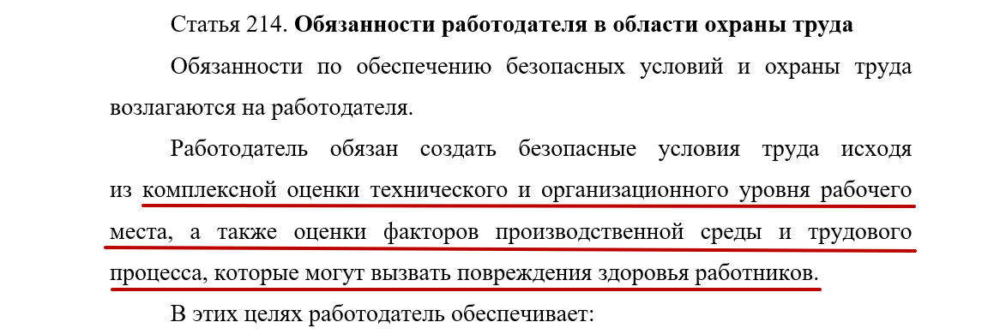 Статья 214. Обязанности работодателя в области охраны труда
Обязанности по обеспечению безопасных условий и охраны труда
возлагаются на работодателя.
Работодатель обязан создать безопасные условия труда исходя
из комплексной оценки технического и организационного уровня рабочего
места, а также оценки факторов производственной среды и трудового
процесса, которые могут вызвать повреждения здоровья работников.
В этих целях работодатель обеспечивает: